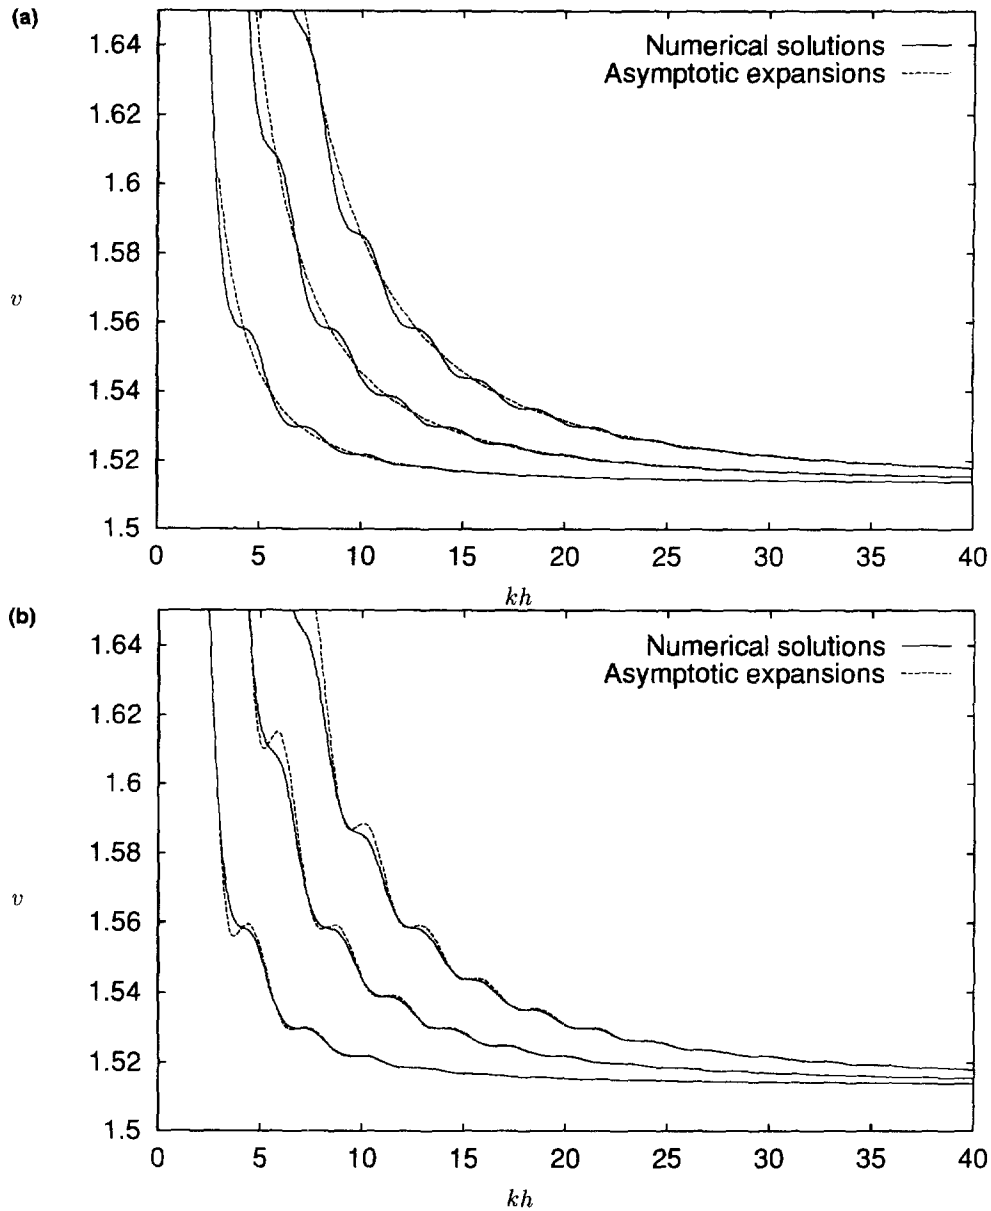 (a)
1.64
1.62
1.6
1.58
1.56
1.54
1.52
1.5
v
Numerical solutions
Asymptotic expansions
0 5 10 15 20 25 30 35 40
kh
(b)
1.64
1.62
1.6
1.58
1.56
1.54
1.52
1.5
v
Numerical solutions
Asymptotic expansions
0 5 10 15 20 25 30 35 40
kh